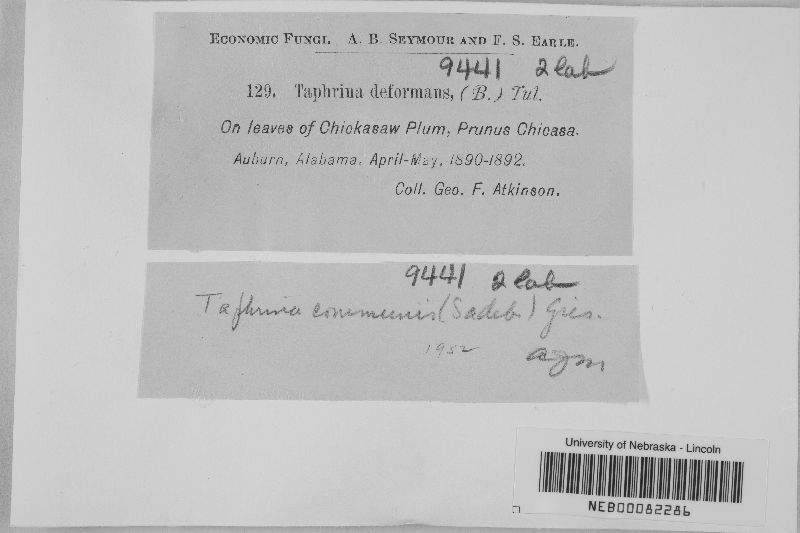 ECONOMIC FUNGI. A. B. SEYMOUR AND F. S. EARLE.
9441 2 lab
129. Taphrina deformans, (B.) Tul.
On leaves of Chickasaw Plum, Prunus Chicasa.
Auburn, Alabama, April-May, 1890-1892.
Coll. Geo. F. Atkinson.
9441 2 lab
Taphrina communis (Sadeb.) Gies.
1952 agm
University of Nebraska - Lincoln
NEB00082286